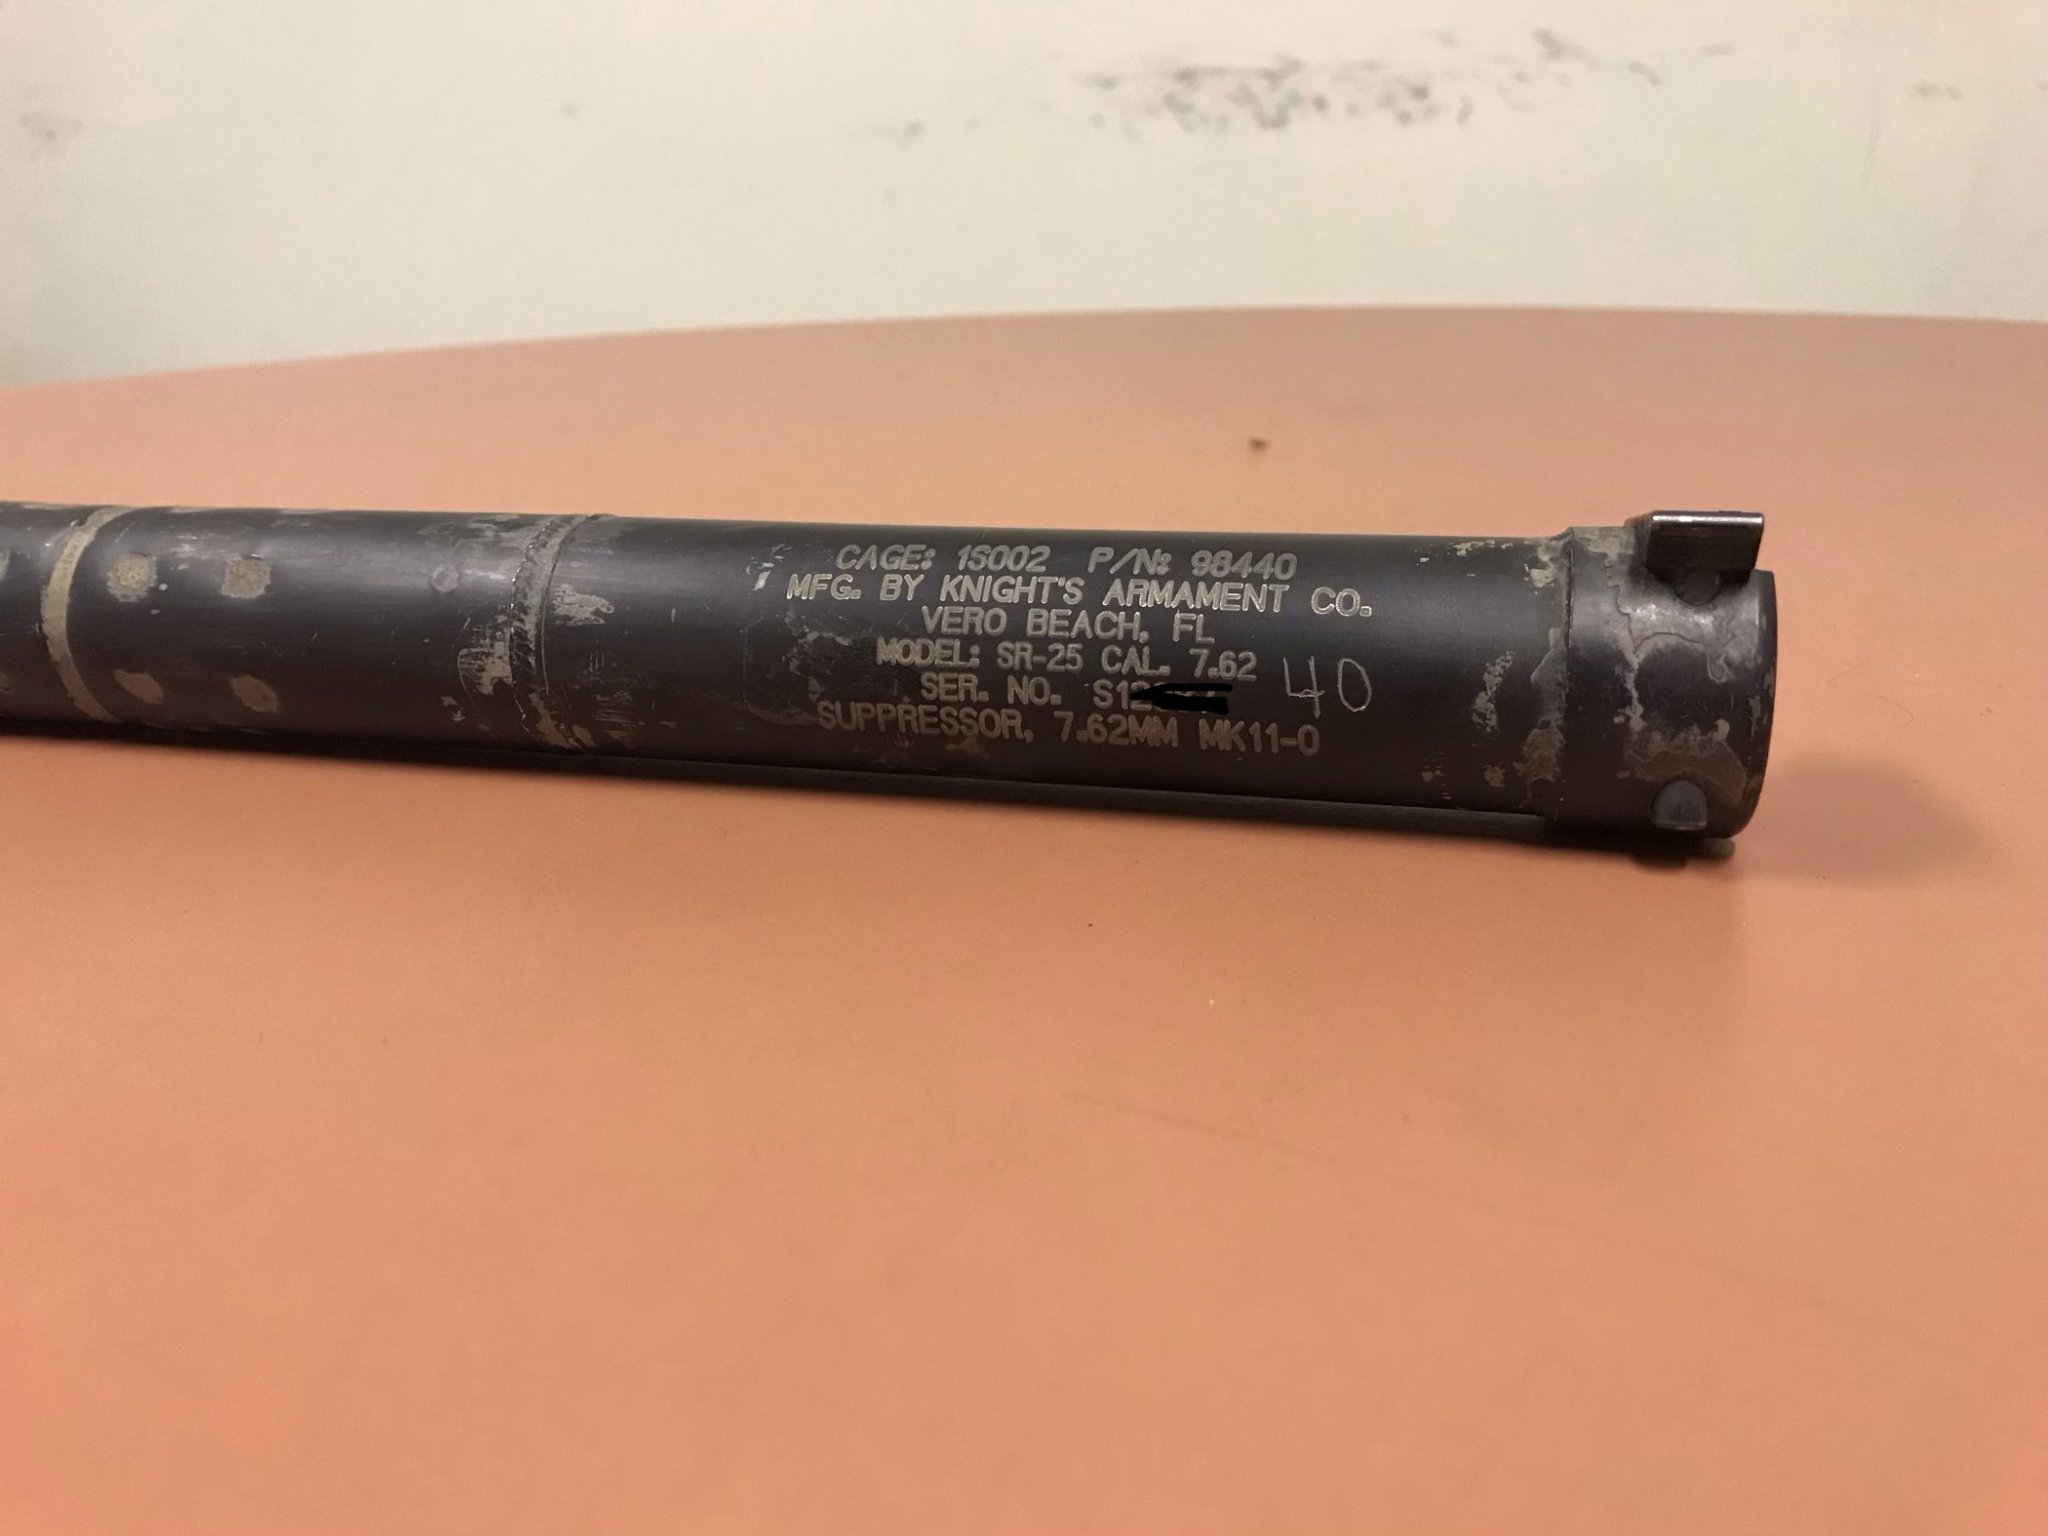 CAGE: 1S002 P/N: 98440
MFG. BY KNIGHT'S ARMAMENT CO.
VERO BEACH, FL
MODEL: SR-25 CAL. 7.62
SER. NO.
40
SUPPRESSOR, 7.62MM MK11-0